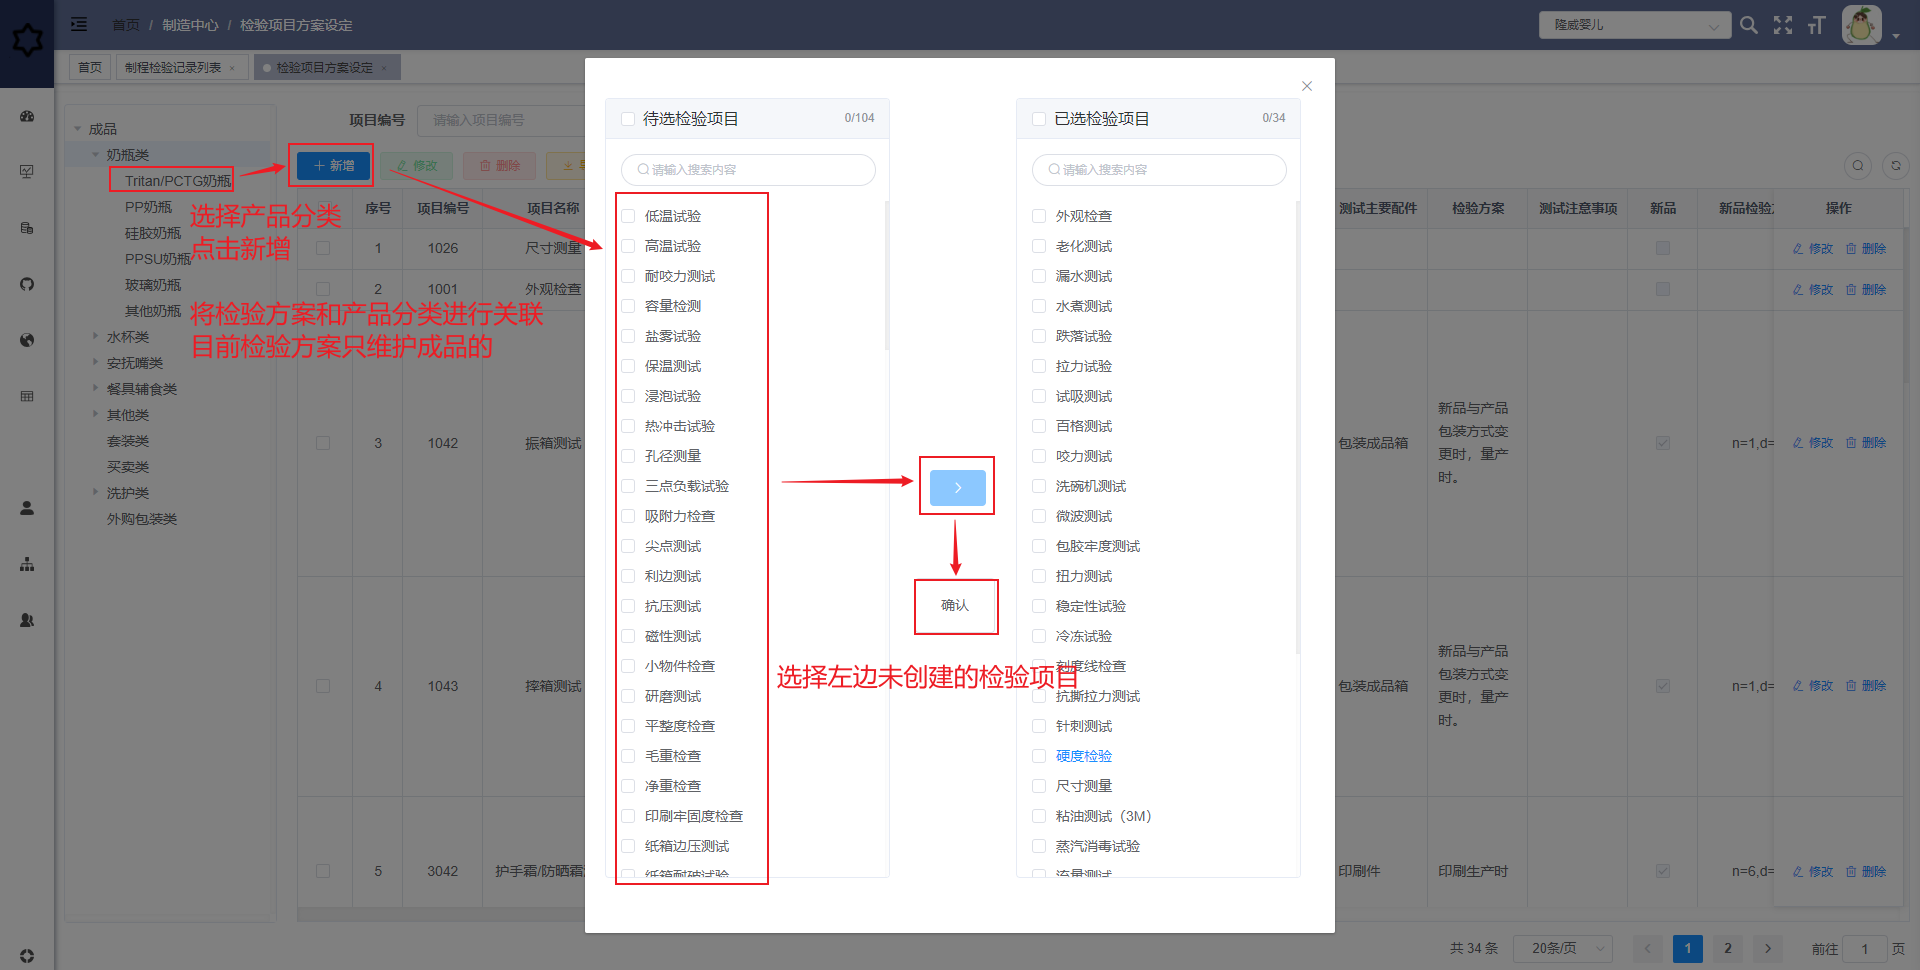 首页 / 制造中心 / 检验项目方案设定
隆威婴儿
首页
制程检验记录列表
检验项目方案设定
成品
奶瓶类
Tritan/PCTG奶瓶
PP奶瓶
硅胶奶瓶
PPSU奶瓶
玻璃奶瓶
其他奶瓶
水杯类
安抚嘴类
餐具辅食类
其他类
套装类
买卖类
洗护类
外购包装类
项目编号 请输入项目编号
新增 修改 删除
选择产品分类
点击新增
将检验方案和产品分类进行关联
目前检验方案只维护成品的
序号 项目编号 项目名称
1 1026 尺寸测量
2 1001 外观检查
3 1042 振箱测试
4 1043 摔箱测试
5 3042 护手霜/防晒霜
待选检验项目 0/104
请输入搜索内容
低温试验
高温试验
耐咬力测试
容量检测
盐雾试验
保温测试
浸泡试验
热冲击试验
孔径测量
三点负载试验
吸附力检查
尖点测试
利边测试
抗压测试
磁性测试
小物件检查
研磨测试
平整度检查
毛重检查
净重检查
印刷牢固度检查
纸箱边压测试
纸箱耐破试验
确认
选择左边未创建的检验项目
已选检验项目 0/34
请输入搜索内容
外观检查
老化测试
漏水测试
水煮测试
跌落试验
拉力试验
试吸测试
百格测试
咬力测试
洗碗机测试
微波测试
包胶牢度测试
扭力测试
稳定性试验
冷冻试验
刻度线检查
抗撕拉力测试
针刺测试
硬度检验
尺寸测量
粘油测试（3M）
蒸汽消毒试验
流量测试
测试主要配件 检验方案 测试注意事项 新品 新品检验方 操作
修改 删除
修改 删除
包装成品箱
新品与产品
包装方式变
更时，量产
时。
n=1,d= 修改 删除
包装成品箱
新品与产品
包装方式变
更时，量产
时。
n=1,d= 修改 删除
印刷件 印刷生产时 n=6,d= 修改 删除
共 34 条 20条/页 1 2 前往 1 页